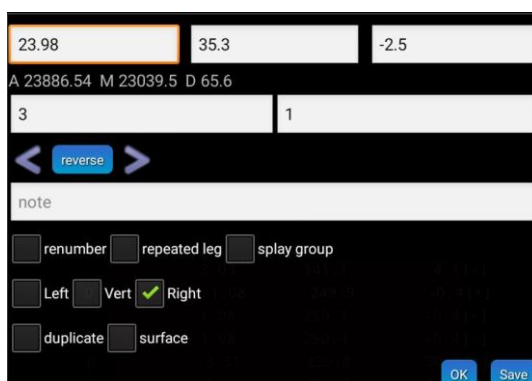 23.98 35.3 -2.5
A 23886.54 M 23039.5 D 65.6
3 1
reverse
note
renumber repeated leg splay group
Left Vert Right
duplicate surface
OK Save